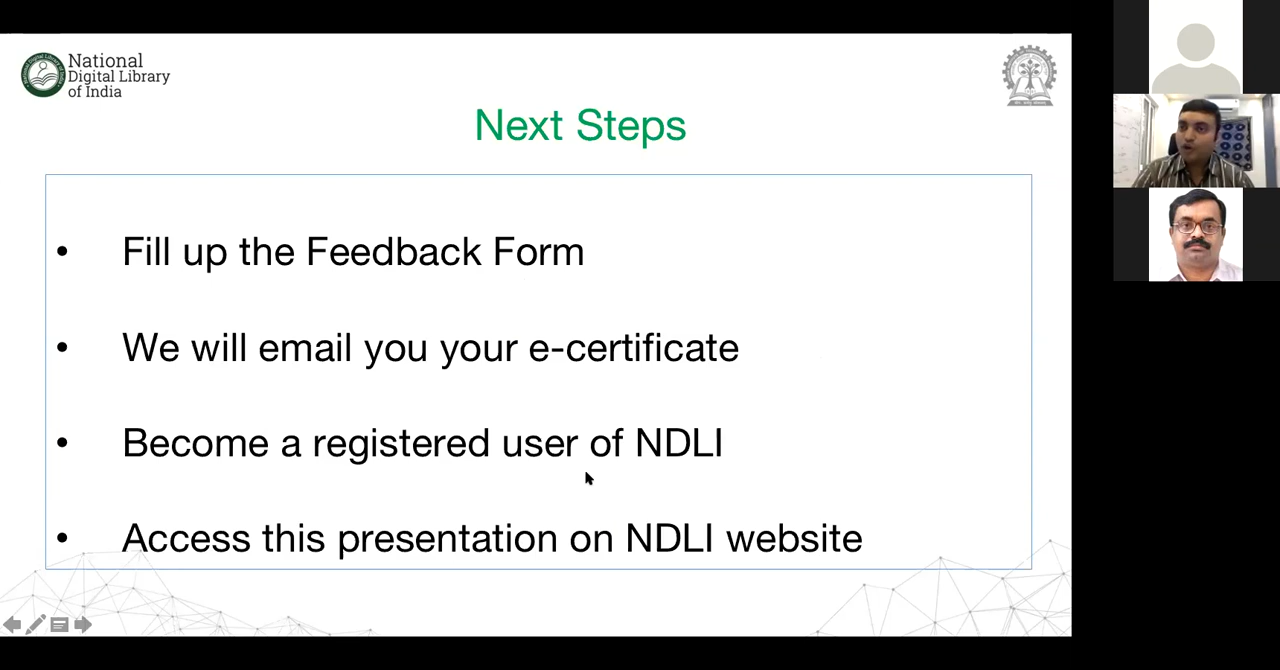 National
Digital Library
of India
Next Steps
• Fill up the Feedback Form
• We will email you your e-certificate
• Become a registered user of NDLI
• Access this presentation on NDLI website